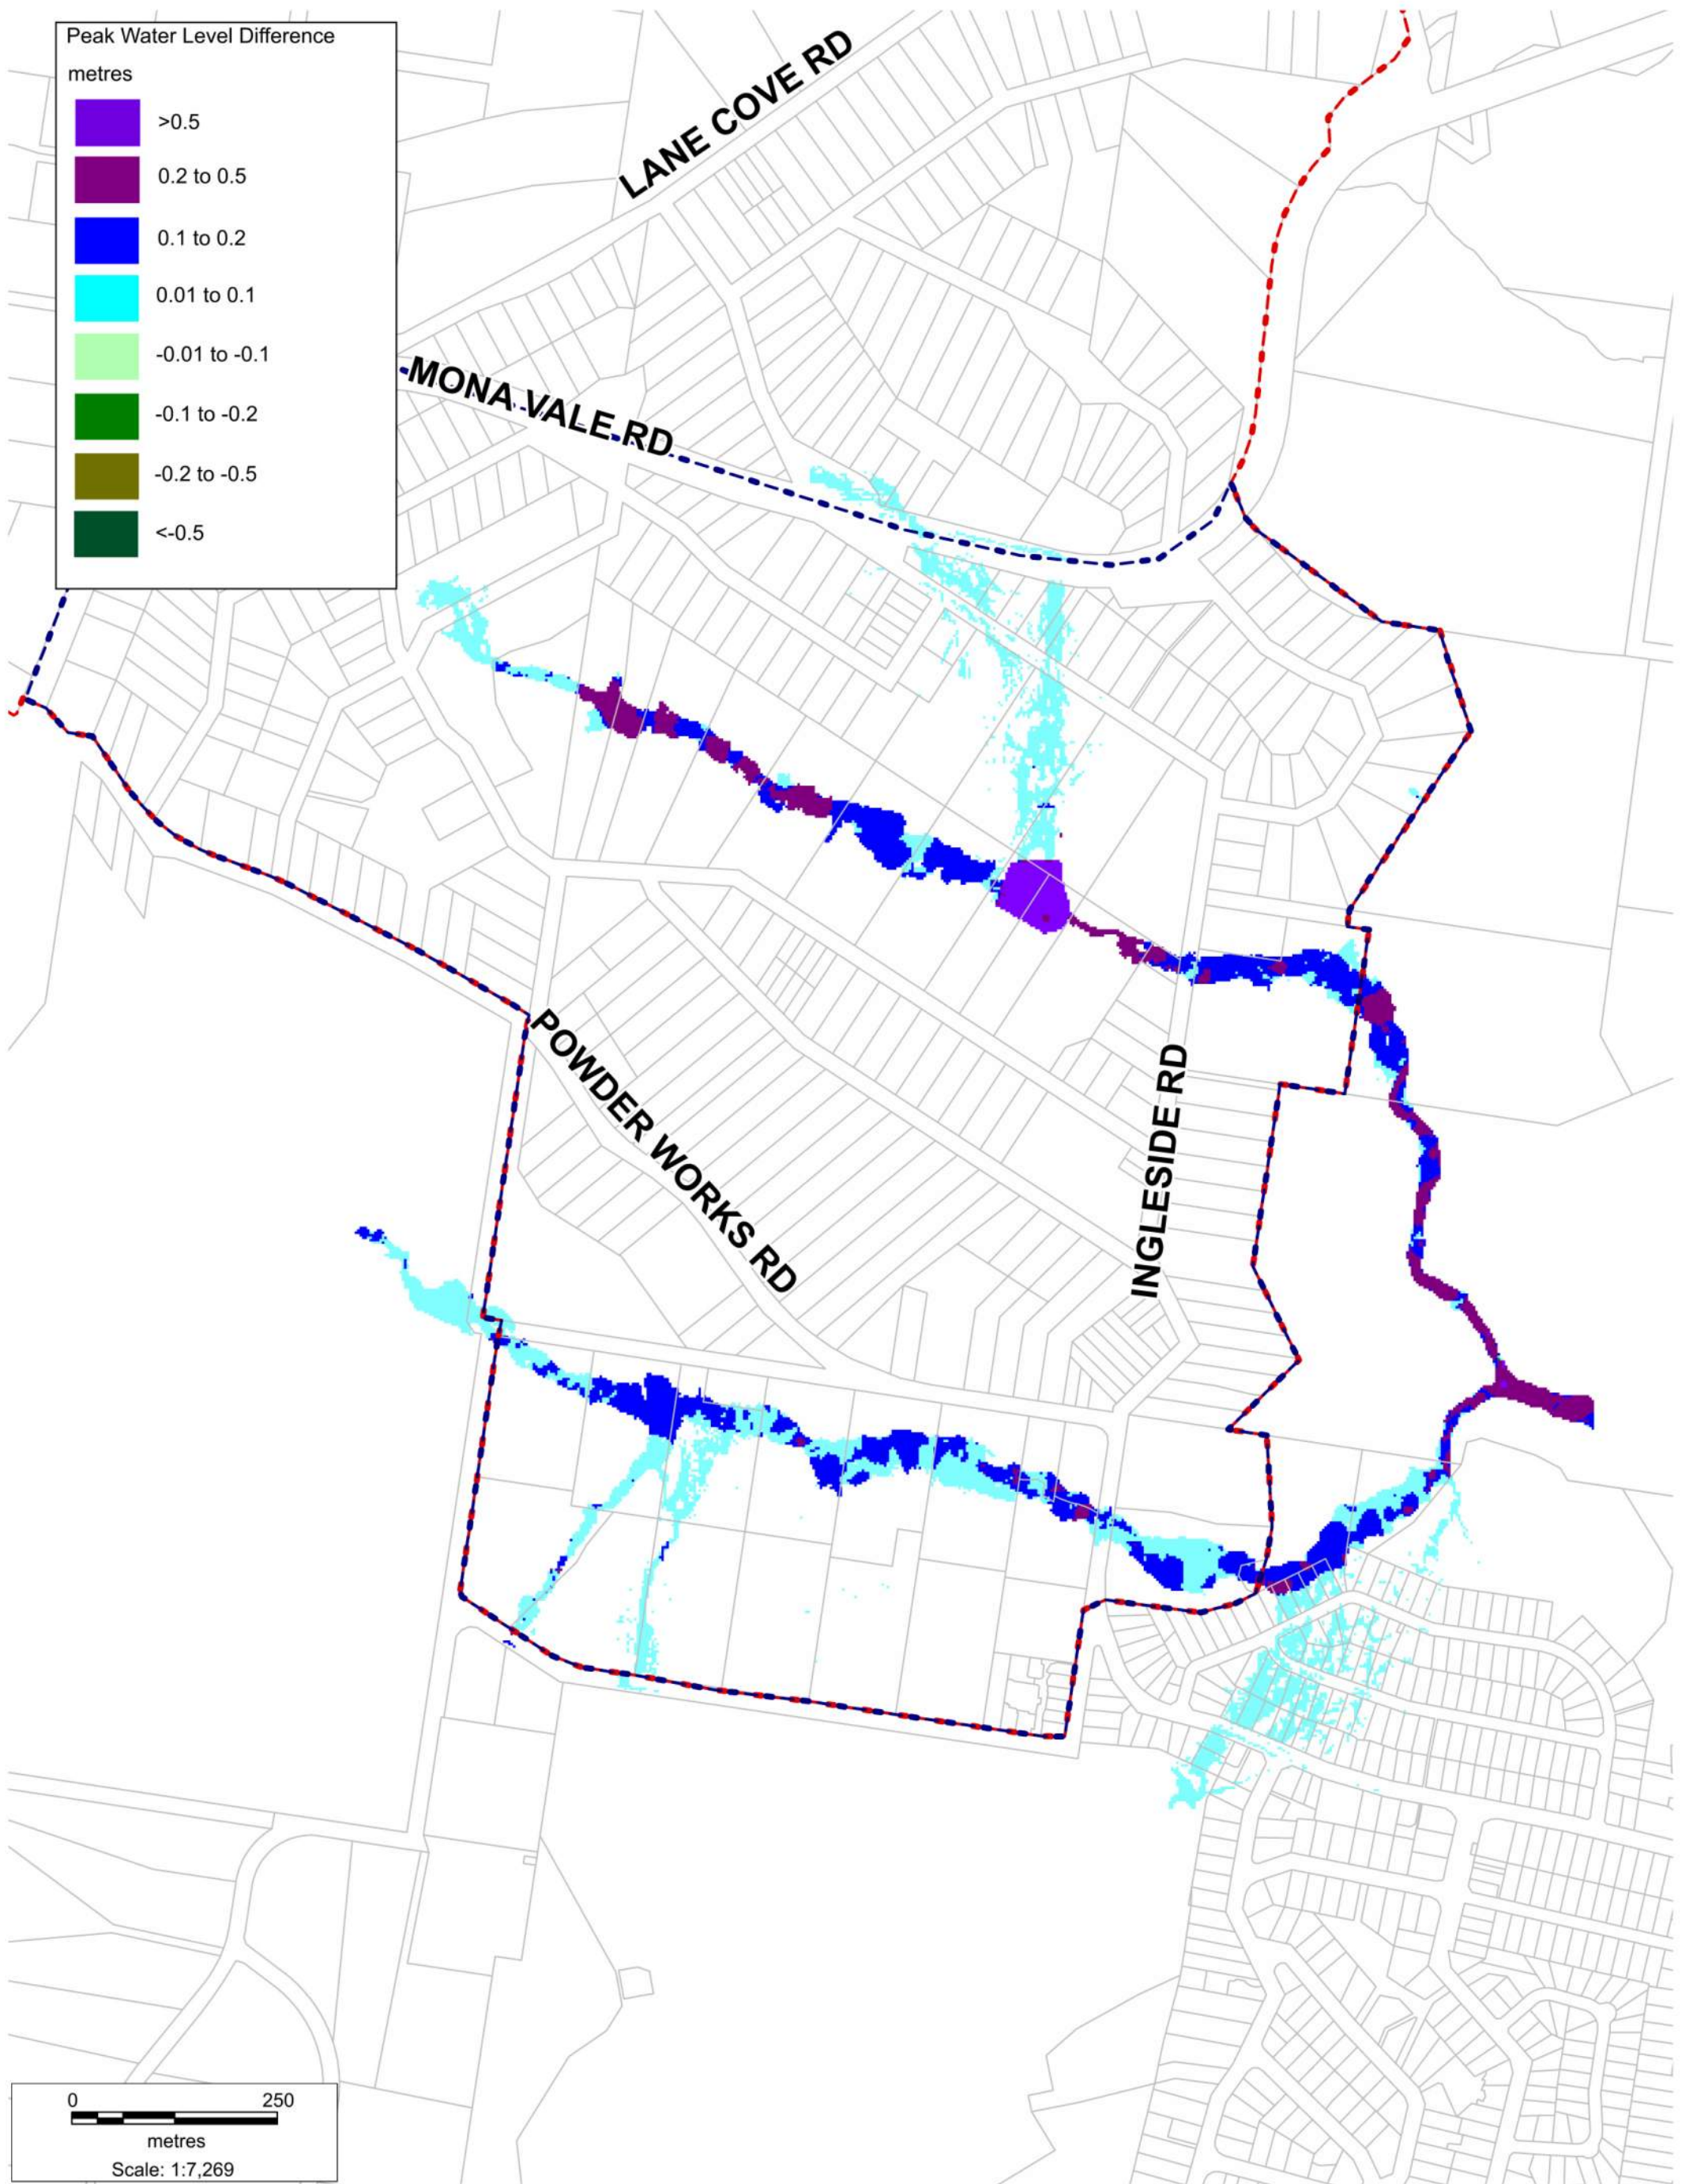 Peak Water Level Difference
metres
>0.5
0.2 to 0.5
0.1 to 0.2
0.01 to 0.1
-0.01 to -0.1
-0.1 to -0.2
-0.2 to -0.5
<-0.5
LANE COVE RD
MONA VALE RD
POWDER WORKS RD
INGLESIDE RD
0 250
metres
Scale: 1:7,269